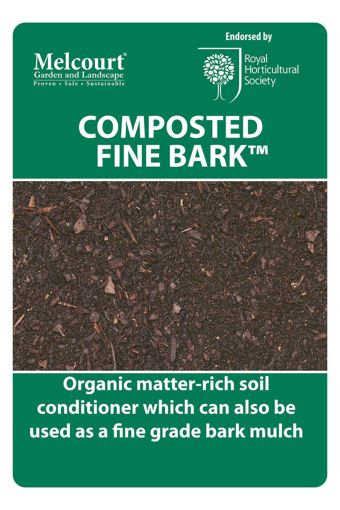 Endorsed by
Melcourt®
Garden and Landscape
Proven • Safe • Sustainable
Royal
Horticultural
Society
COMPOSTED
FINE BARK™
Organic matter-rich soil
conditioner which can also be
used as a fine grade bark mulch